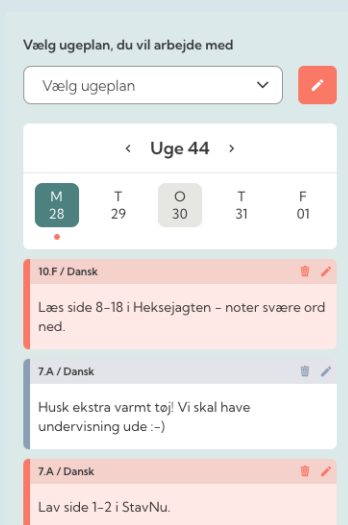 Vælg ugeplan, du vil arbejde med
Vælg ugeplan
Uge 44
M T O T F
28 29 30 31 01
10.F / Dansk
Læs side 8-18 i Heksejagten – noter svære ord
ned.
7.A / Dansk
Husk ekstra varmt tøj! Vi skal have
undervisning ude :-)
7.A / Dansk
Lav side 1-2 i StavNu.